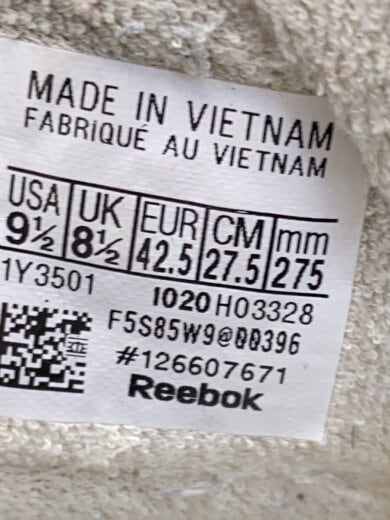 MADE IN VIETNAM
FABRiQUÉ AU VIETNAM
USA UK EUR CM mm
9½ 8½ 42.5 27.5 275
1Y3501 1020 H03328
F5S85W9@00396
#126607671
Reebok